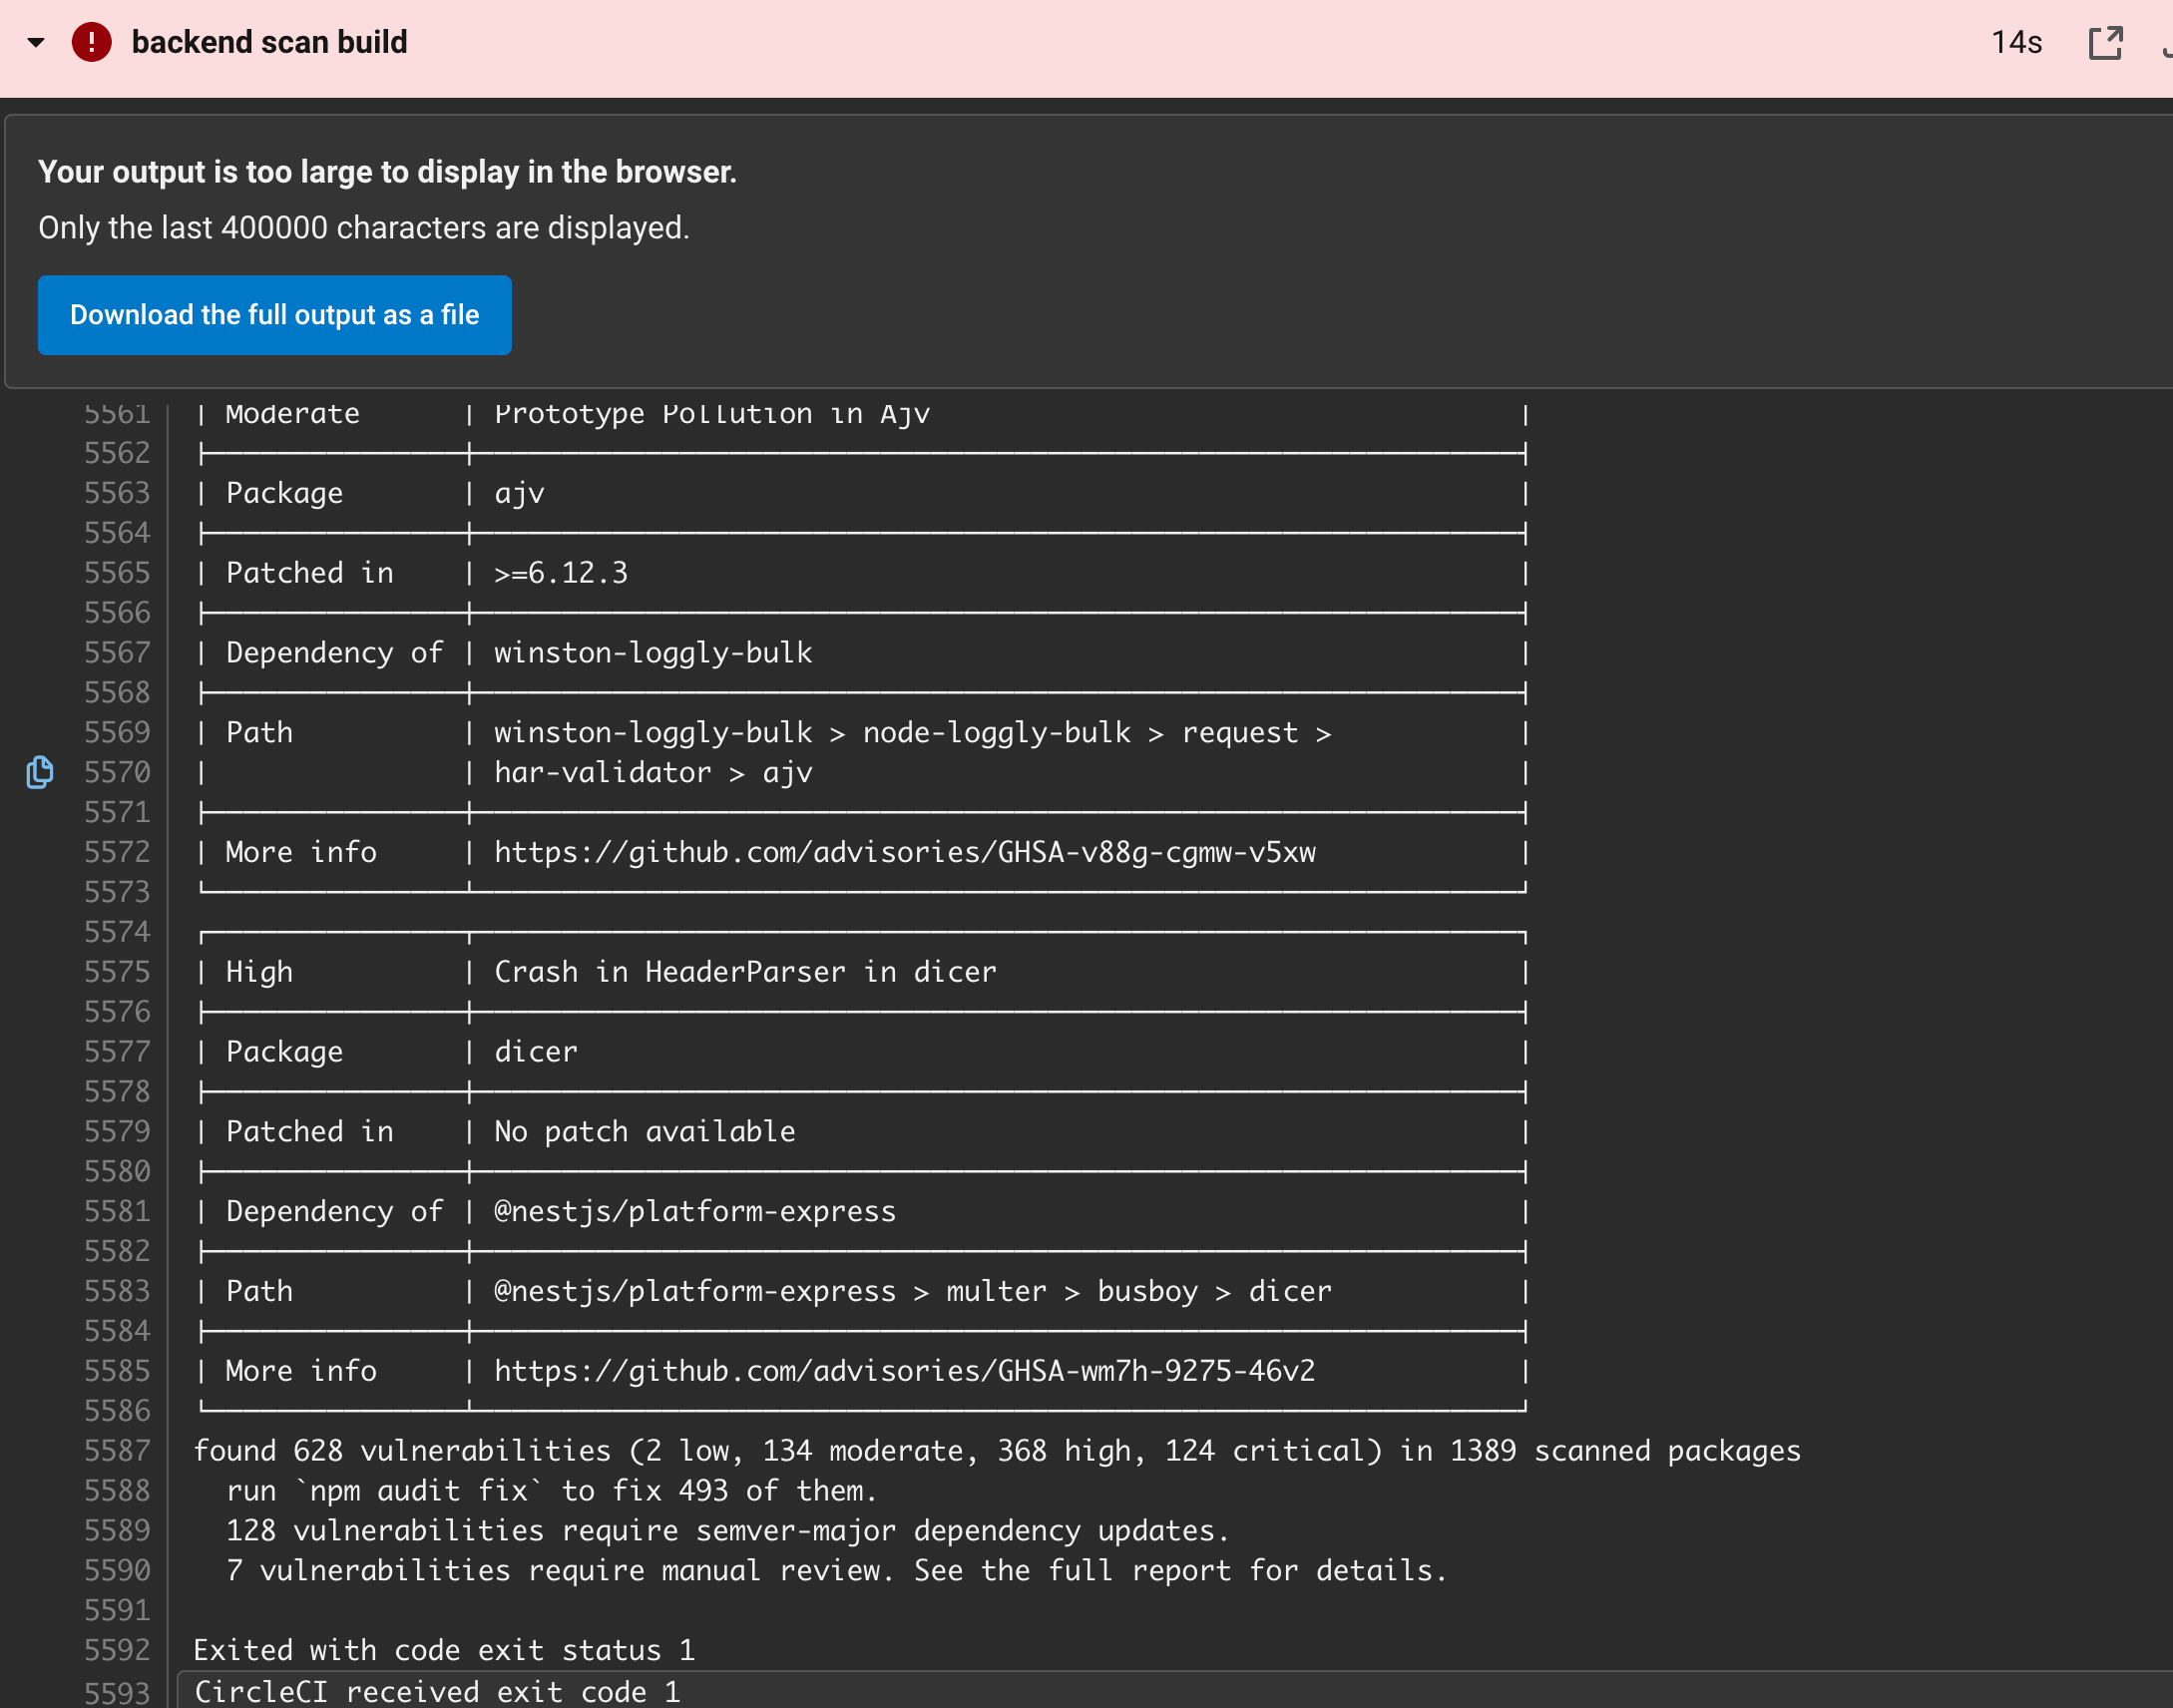 backend scan build 14s
Your output is too large to display in the browser.
Only the last 400000 characters are displayed.
Download the full output as a file
5561 | Moderate | Prototype Pollution in Ajv |
5562
5563 | Package | ajv |
5564
5565 | Patched in | >=6.12.3 |
5566
5567 | Dependency of | winston-loggly-bulk |
5568
5569 | Path | winston-loggly-bulk > node-loggly-bulk > request > |
5570 | | har-validator > ajv |
5571
5572 | More info | https://github.com/advisories/GHSA-v88g-cgmw-v5xw |
5573
5574
5575 | High | Crash in HeaderParser in dicer |
5576
5577 | Package | dicer |
5578
5579 | Patched in | No patch available |
5580
5581 | Dependency of | @nestjs/platform-express |
5582
5583 | Path | @nestjs/platform-express > multer > busboy > dicer |
5584
5585 | More info | https://github.com/advisories/GHSA-wm7h-9275-46v2 |
5586
5587 found 628 vulnerabilities (2 low, 134 moderate, 368 high, 124 critical) in 1389 scanned packages
5588 run `npm audit fix` to fix 493 of them.
5589 128 vulnerabilities require semver-major dependency updates.
5590 7 vulnerabilities require manual review. See the full report for details.
5591
5592 Exited with code exit status 1
5593 CircleCI received exit code 1